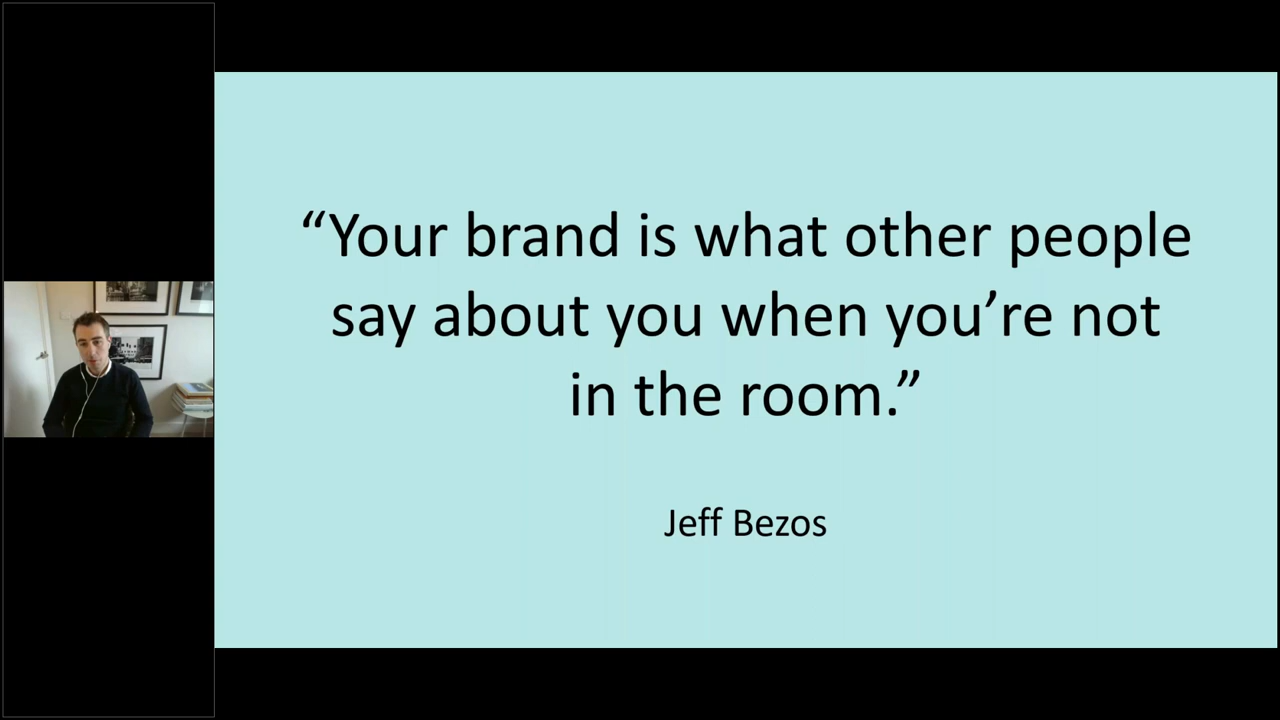 “Your brand is what other people
say about you when you’re not
in the room.”
Jeff Bezos